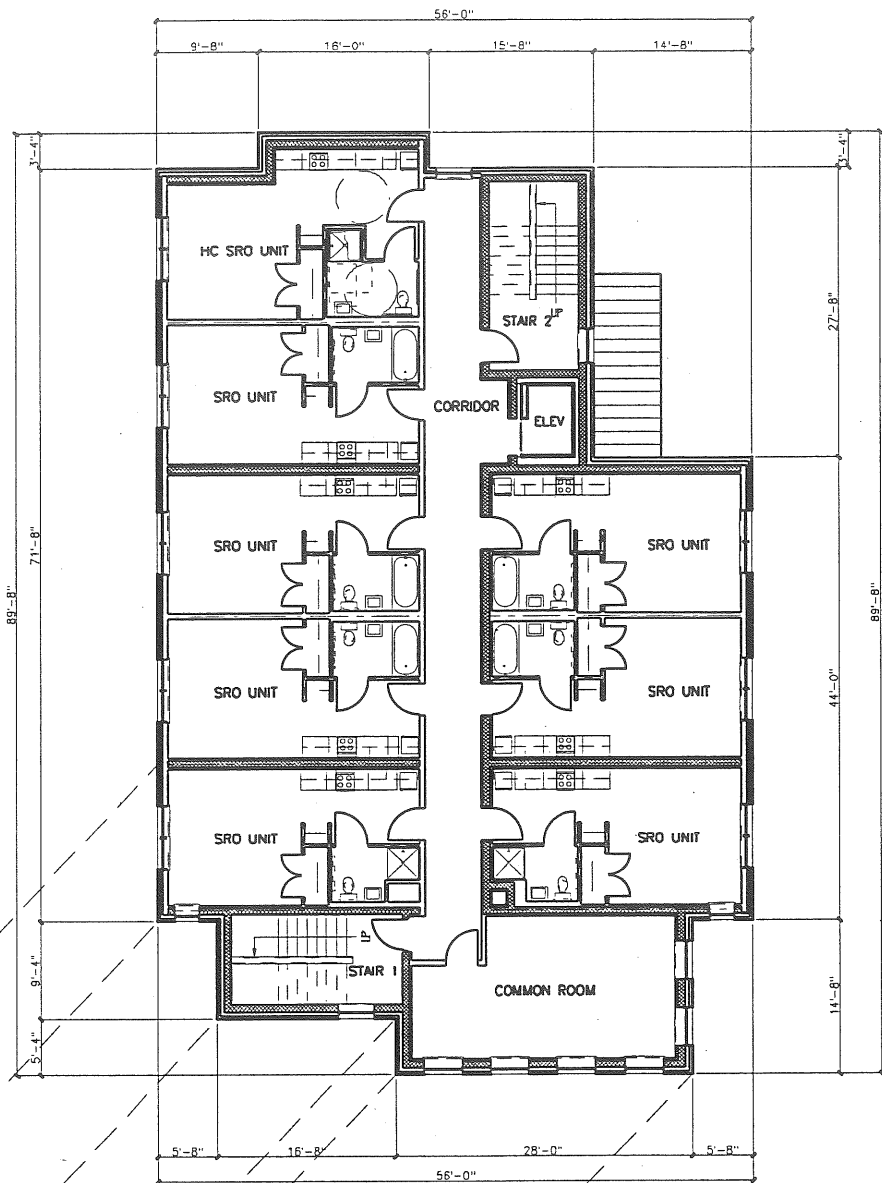 56'-0"
9'-8" 16'-0" 15'-8" 14'-8"
3'-4" 3'-4"
HC SRO UNIT
UP
STAIR 2
27'-8"
SRO UNIT
CORRIDOR
ELEV
SRO UNIT SRO UNIT
71'-8"
89'-8" 89'-8"
SRO UNIT SRO UNIT
44'-0"
SRO UNIT SRO UNIT
UP
STAIR 1
9'-4"
COMMON ROOM
14'-8"
5'-4"
5'-8" 16'-8" 28'-0" 5'-8"
56'-0"